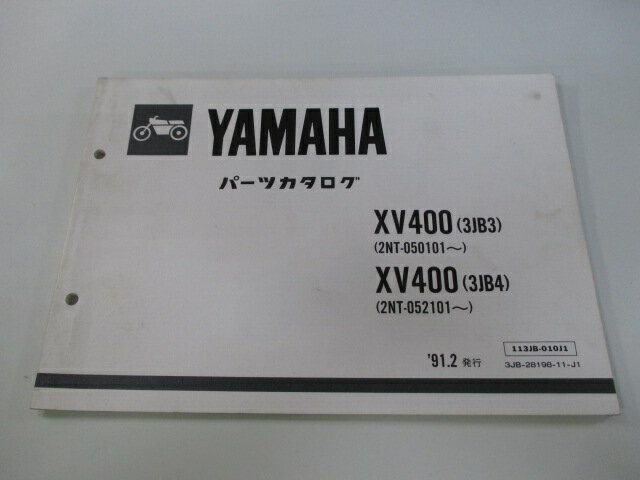 YAMAHA
パーツカタログ
XV400 (3JB3)
(2NT-050101～)
XV400 (3JB4)
(2NT-052101～)
113JB-010J1
'91.2 発行
3JB-28198-11-J1